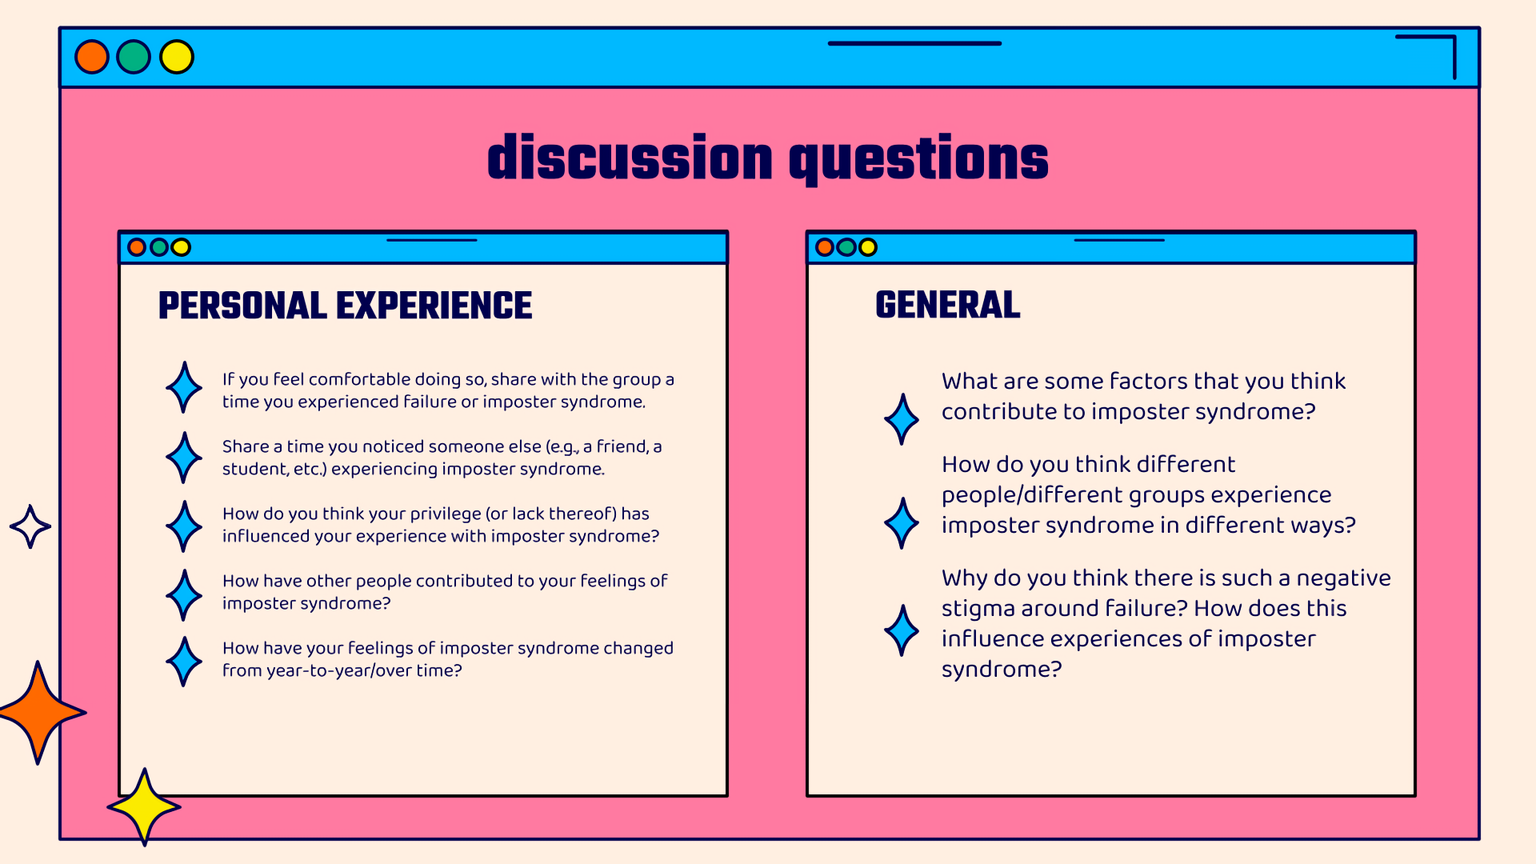 discussion questions
PERSONAL EXPERIENCE
If you feel comfortable doing so, share with the group a
time you experienced failure or imposter syndrome.
Share a time you noticed someone else (e.g., a friend, a
student, etc.) experiencing imposter syndrome.
How do you think your privilege (or lack thereof) has
influenced your experience with imposter syndrome?
How have other people contributed to your feelings of
imposter syndrome?
How have your feelings of imposter syndrome changed
from year-to-year/over time?
GENERAL
What are some factors that you think
contribute to imposter syndrome?
How do you think different
people/different groups experience
imposter syndrome in different ways?
Why do you think there is such a negative
stigma around failure? How does this
influence experiences of imposter
syndrome?